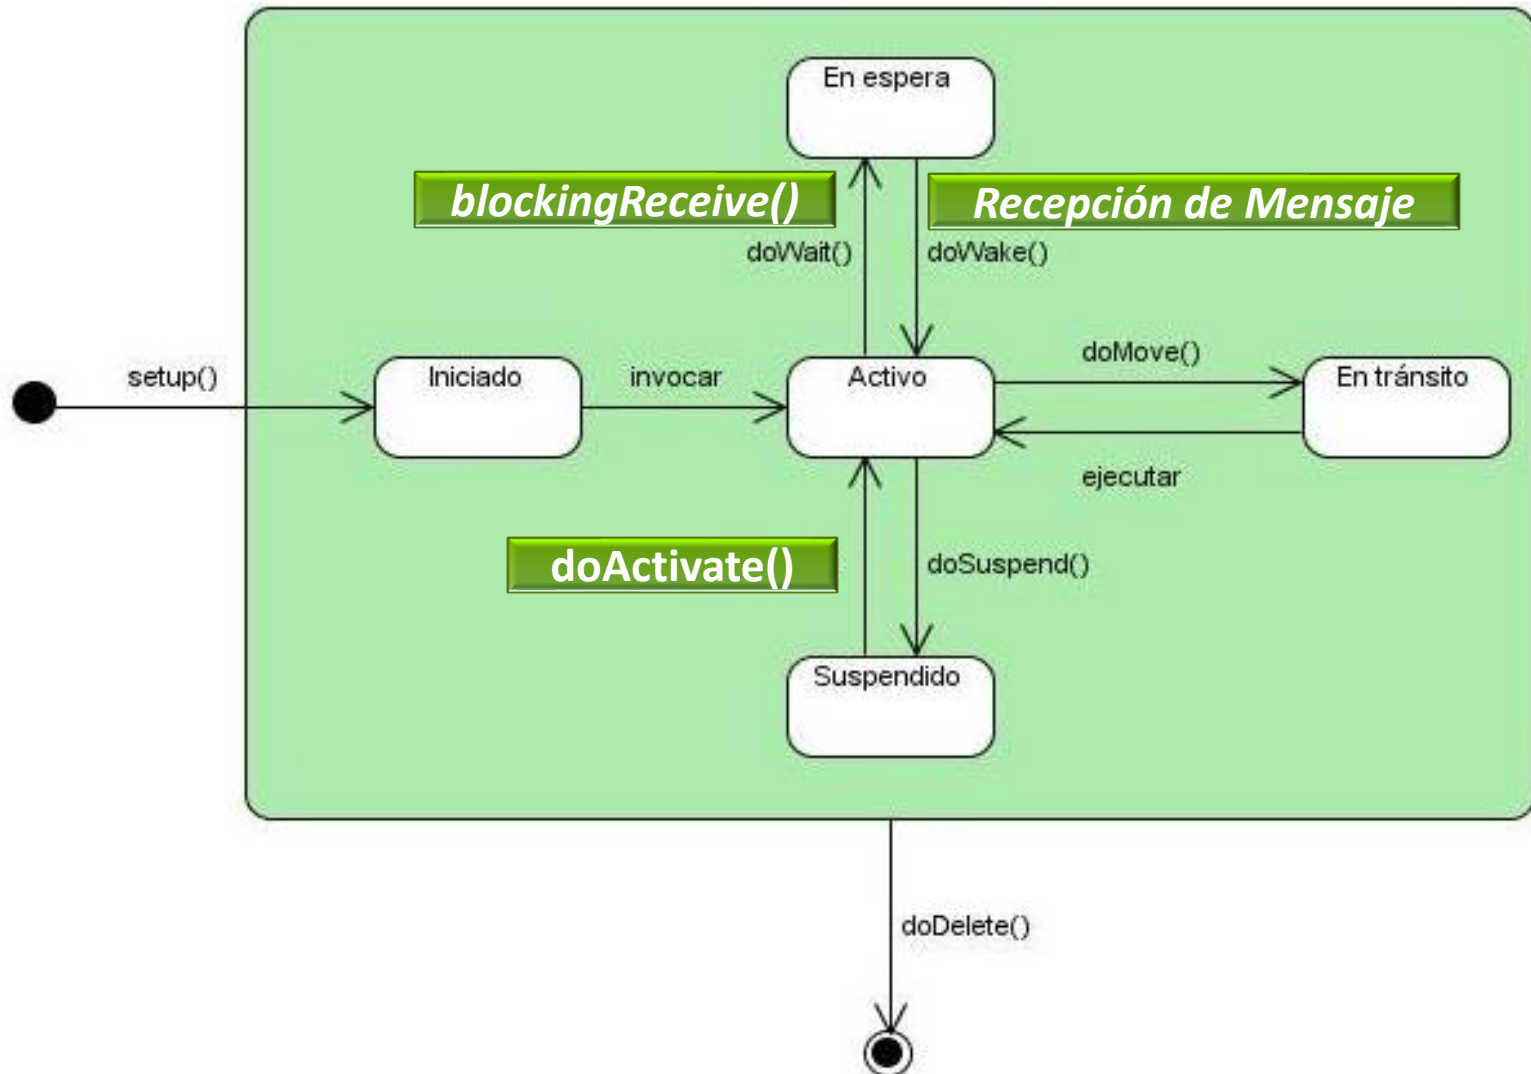 En espera
blockingReceive()
Recepción de Mensaje
doWait()
doWake()
setup()
Iniciado
invocar
Activo
doMove()
En tránsito
ejecutar
doActivate()
doSuspend()
Suspendido
doDelete()